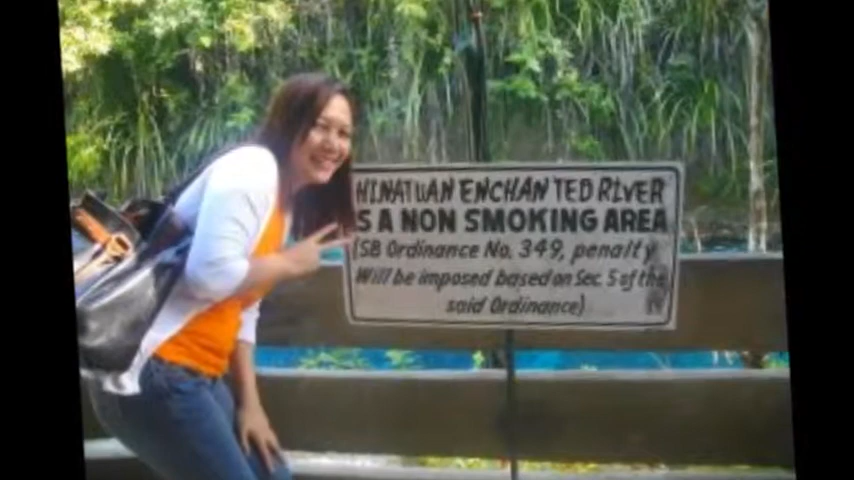 HINATUAN ENCHANTED RIVER
IS A NON SMOKING AREA
(SB Ordinance No. 349, penalty
Will be imposed based on Sec. 5 of the
said Ordinance)